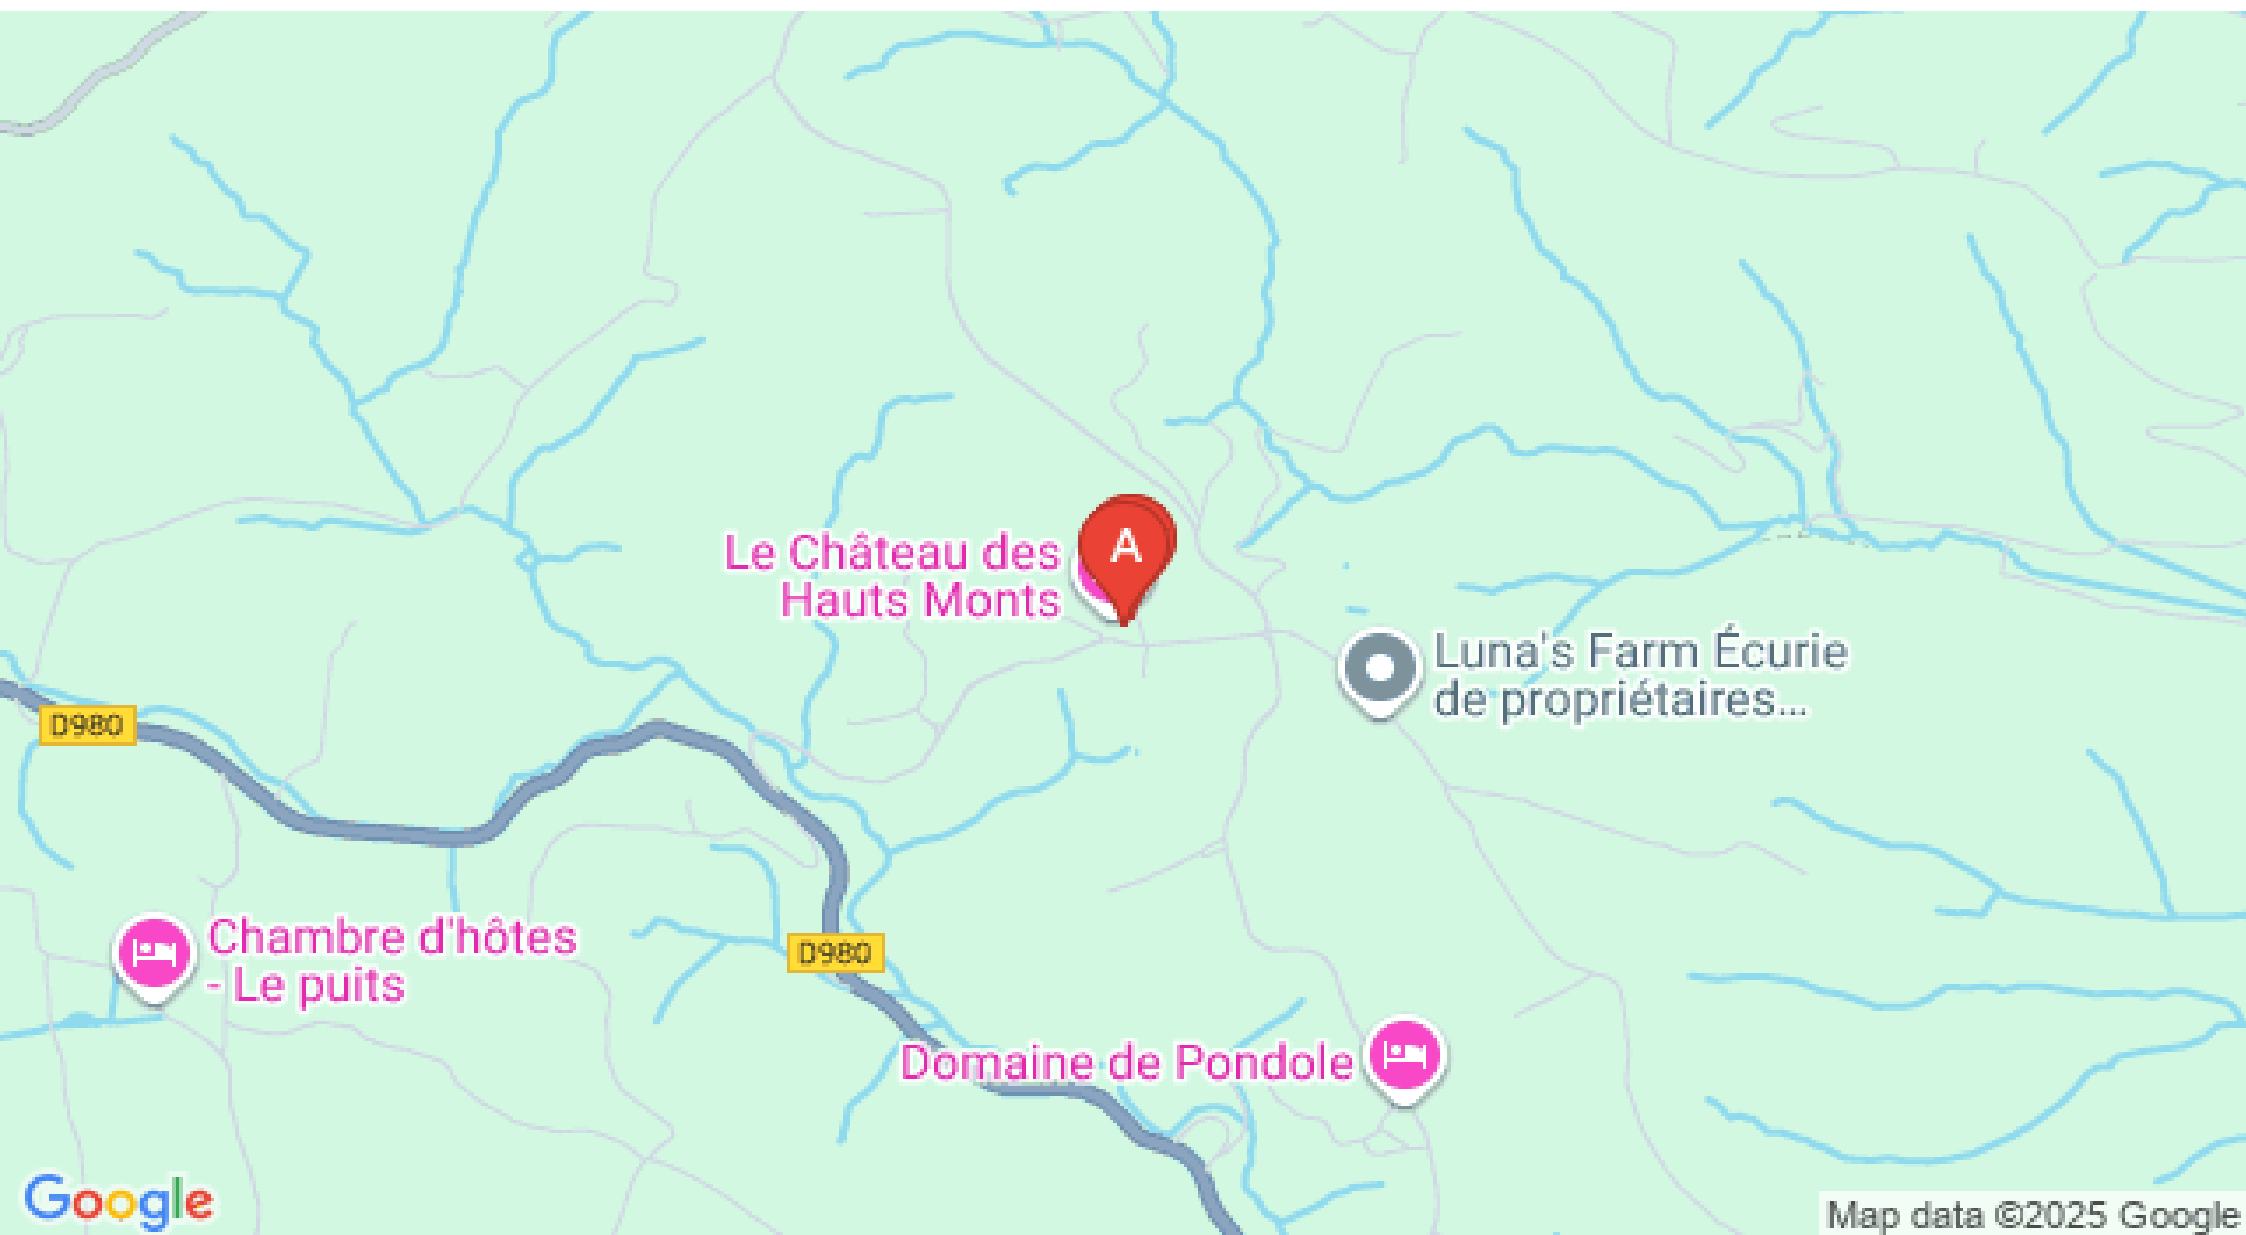 A
Le Château des
Hauts Monts
Luna's Farm Écurie
de propriétaires...
D980
Chambre d'hôtes
- Le puits
D980
Domaine de Pondole
Google
Map data ©2025 Google